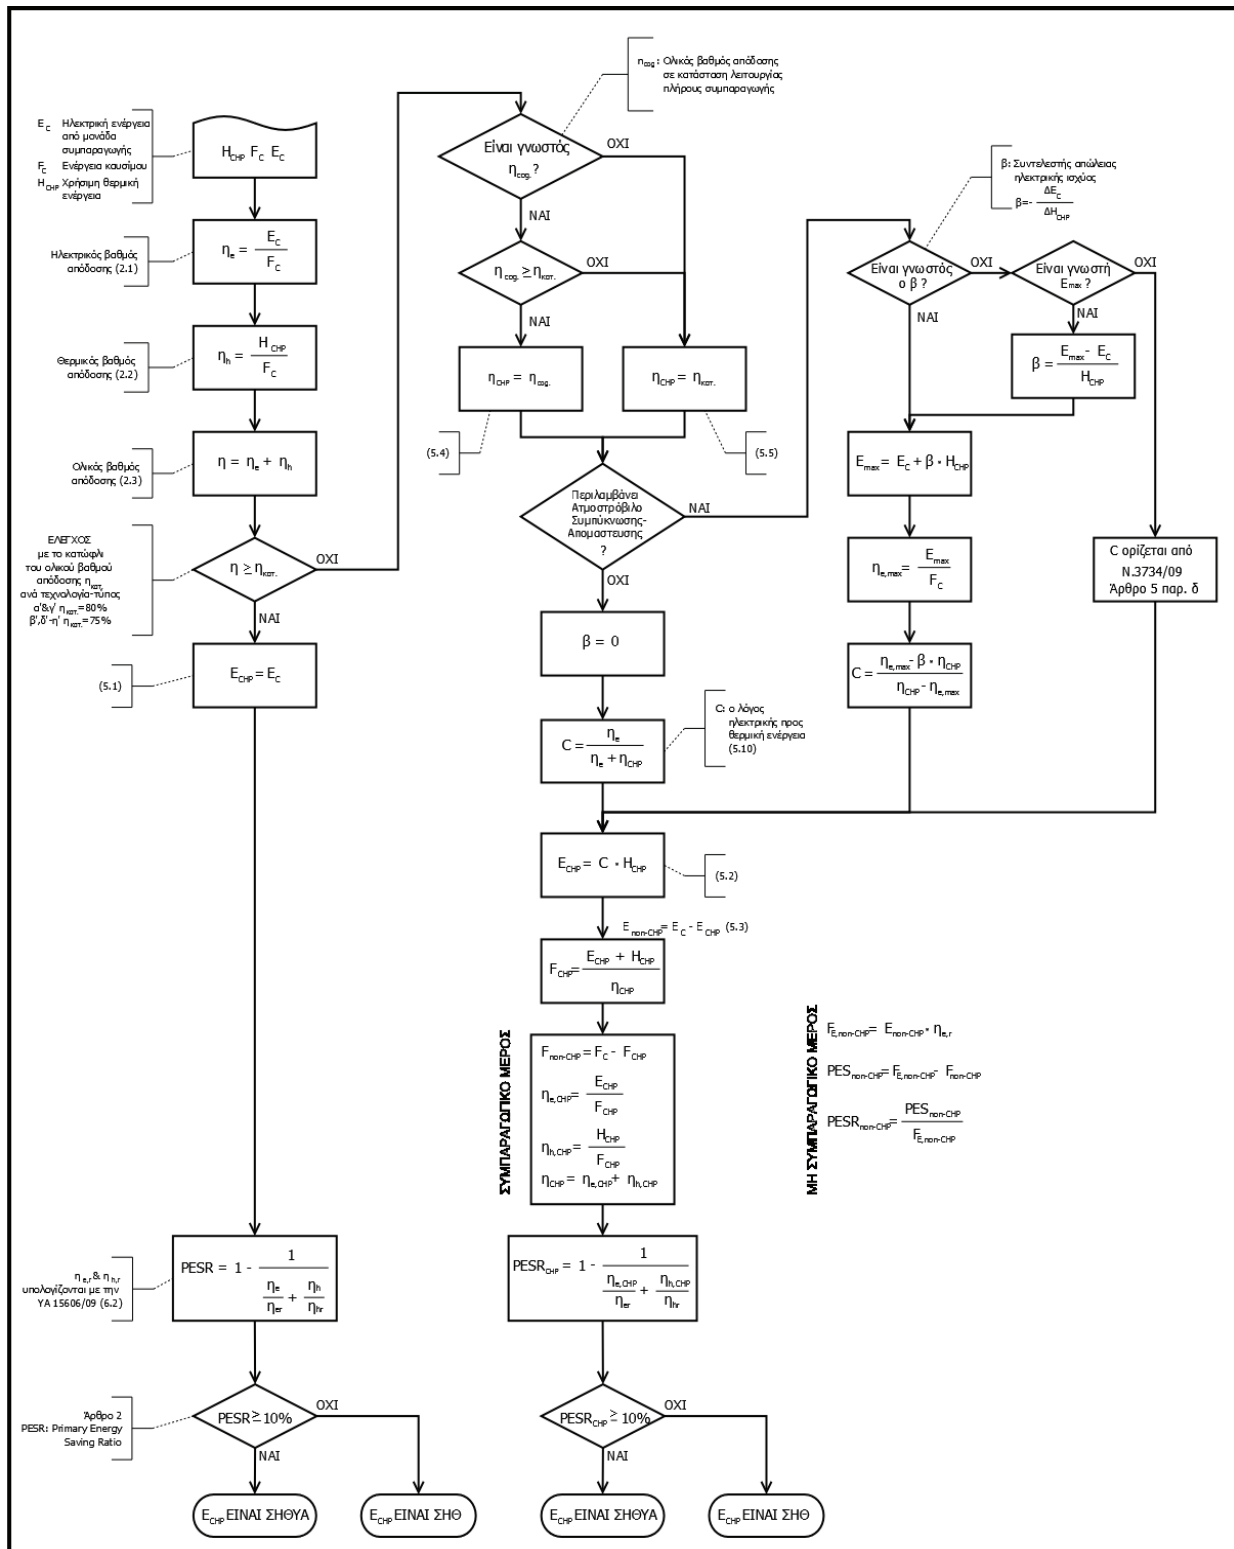 E_C Ηλεκτρική ενέργεια
από μονάδα
συμπαραγωγής
F_C Ενέργεια καυσίμου
H_CHP Χρήσιμη θερμική
ενέργεια
H_CHP F_C E_C
Ηλεκτρικός βαθμός
απόδοσης (2.1)
η_e = E_C / F_C
Θερμικός βαθμός
απόδοσης (2.2)
η_h = H_CHP / F_C
Ολικός βαθμός
απόδοσης (2.3)
η = η_e + η_h
ΕΛΕΓΧΟΣ
με το κατώφλι
του ολικού βαθμού
απόδοσης η_κατ.
ανά τεχνολογία-τύπος
α'&γ' η_κατ.=80%
β',δ'-η' η_κατ.=75%
η ≥ η_κατ.
ΟΧΙ
ΝΑΙ
(5.1)
E_CHP = E_C
η_e,r & η_h,r
υπολογίζονται με την
ΥΑ 15606/09 (6.2)
PESR = 1 - 1 / (η_e/η_er + η_h/η_hr)
Άρθρο 2
PESR: Primary Energy
Saving Ratio
PESR ≥ 10%
ΟΧΙ
ΝΑΙ
E_CHP ΕΙΝΑΙ ΣΗΘΥΑ
E_CHP ΕΙΝΑΙ ΣΗΘ
η_cog: Ολικός βαθμός απόδοσης
σε κατάσταση λειτουργίας
πλήρους συμπαραγωγής
Είναι γνωστός
η_cog. ?
ΟΧΙ
ΝΑΙ
η_cog. ≥ η_κατ.
ΟΧΙ
ΝΑΙ
η_CHP = η_cog.
η_CHP = η_κατ.
(5.4)
(5.5)
Περιλαμβάνει
Ατμοστρόβιλο
Συμπύκνωσης-
Απομαστευσης
?
ΝΑΙ
ΟΧΙ
β = 0
C = η_e / (η_e + η_CHP)
C: ο λόγος
ηλεκτρικής προς
θερμική ενέργεια
(5.10)
E_CHP = C · H_CHP
(5.2)
E_non-CHP = E_C - E_CHP (5.3)
F_CHP = (E_CHP + H_CHP) / η_CHP
ΣΥΜΠΑΡΑΓΩΓΙΚΟ ΜΕΡΟΣ
F_non-CHP = F_C - F_CHP
η_e,CHP = E_CHP / F_CHP
η_h,CHP = H_CHP / F_CHP
η_CHP = η_e,CHP + η_h,CHP
PESR_CHP = 1 - 1 / (η_e,CHP/η_er + η_h,CHP/η_hr)
PESR_CHP ≥ 10%
ΟΧΙ
ΝΑΙ
E_CHP ΕΙΝΑΙ ΣΗΘΥΑ
E_CHP ΕΙΝΑΙ ΣΗΘ
β: Συντελεστής απώλειας
ηλεκτρικής ισχύος
β=- ΔE_C / ΔH_CHP
Είναι γνωστός
ο β ?
ΟΧΙ
ΝΑΙ
Είναι γνωστή
E_max ?
ΟΧΙ
ΝΑΙ
β = (E_max - E_C) / H_CHP
E_max = E_C + β · H_CHP
η_e,max = E_max / F_C
C = (η_e,max - β · η_CHP) / (η_CHP - η_e,max)
C ορίζεται από
Ν.3734/09
Άρθρο 5 παρ. δ
ΜΗ ΣΥΜΠΑΡΑΓΩΓΙΚΟ ΜΕΡΟΣ
F_E,non-CHP = E_non-CHP · η_e,r
PES_non-CHP = F_E,non-CHP - F_non-CHP
PESR_non-CHP = PES_non-CHP / F_E,non-CHP